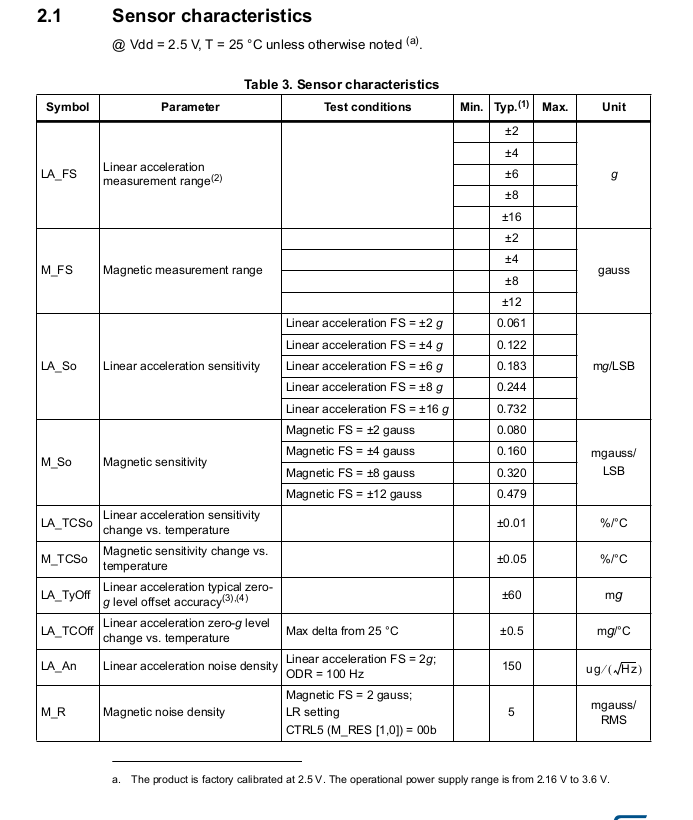 2.1 Sensor characteristics
@ Vdd = 2.5 V, T = 25 °C unless otherwise noted (a).
Table 3. Sensor characteristics
Symbol Parameter Test conditions Min. Typ.(1) Max. Unit
LA_FS Linear acceleration measurement range(2) ±2 g
±4
±6
±8
±16
M_FS Magnetic measurement range ±2 gauss
±4
±8
±12
LA_So Linear acceleration sensitivity Linear acceleration FS = ±2 g 0.061 mg/LSB
Linear acceleration FS = ±4 g 0.122
Linear acceleration FS = ±6 g 0.183
Linear acceleration FS = ±8 g 0.244
Linear acceleration FS = ±16 g 0.732
M_So Magnetic sensitivity Magnetic FS = ±2 gauss 0.080 mgauss/ LSB
Magnetic FS = ±4 gauss 0.160
Magnetic FS = ±8 gauss 0.320
Magnetic FS = ±12 gauss 0.479
LA_TCSo Linear acceleration sensitivity change vs. temperature ±0.01 %/°C
M_TCSo Magnetic sensitivity change vs. temperature ±0.05 %/°C
LA_TyOff Linear acceleration typical zero-g level offset accuracy(3),(4) ±60 mg
LA_TCOff Linear acceleration zero-g level change vs. temperature Max delta from 25 °C ±0.5 mg/°C
LA_An Linear acceleration noise density Linear acceleration FS = 2g; ODR = 100 Hz 150 ug/(√Hz)
M_R Magnetic noise density Magnetic FS = 2 gauss; LR setting CTRL5 (M_RES [1,0]) = 00b 5 mgauss/ RMS
a. The product is factory calibrated at 2.5 V. The operational power supply range is from 2.16 V to 3.6 V.